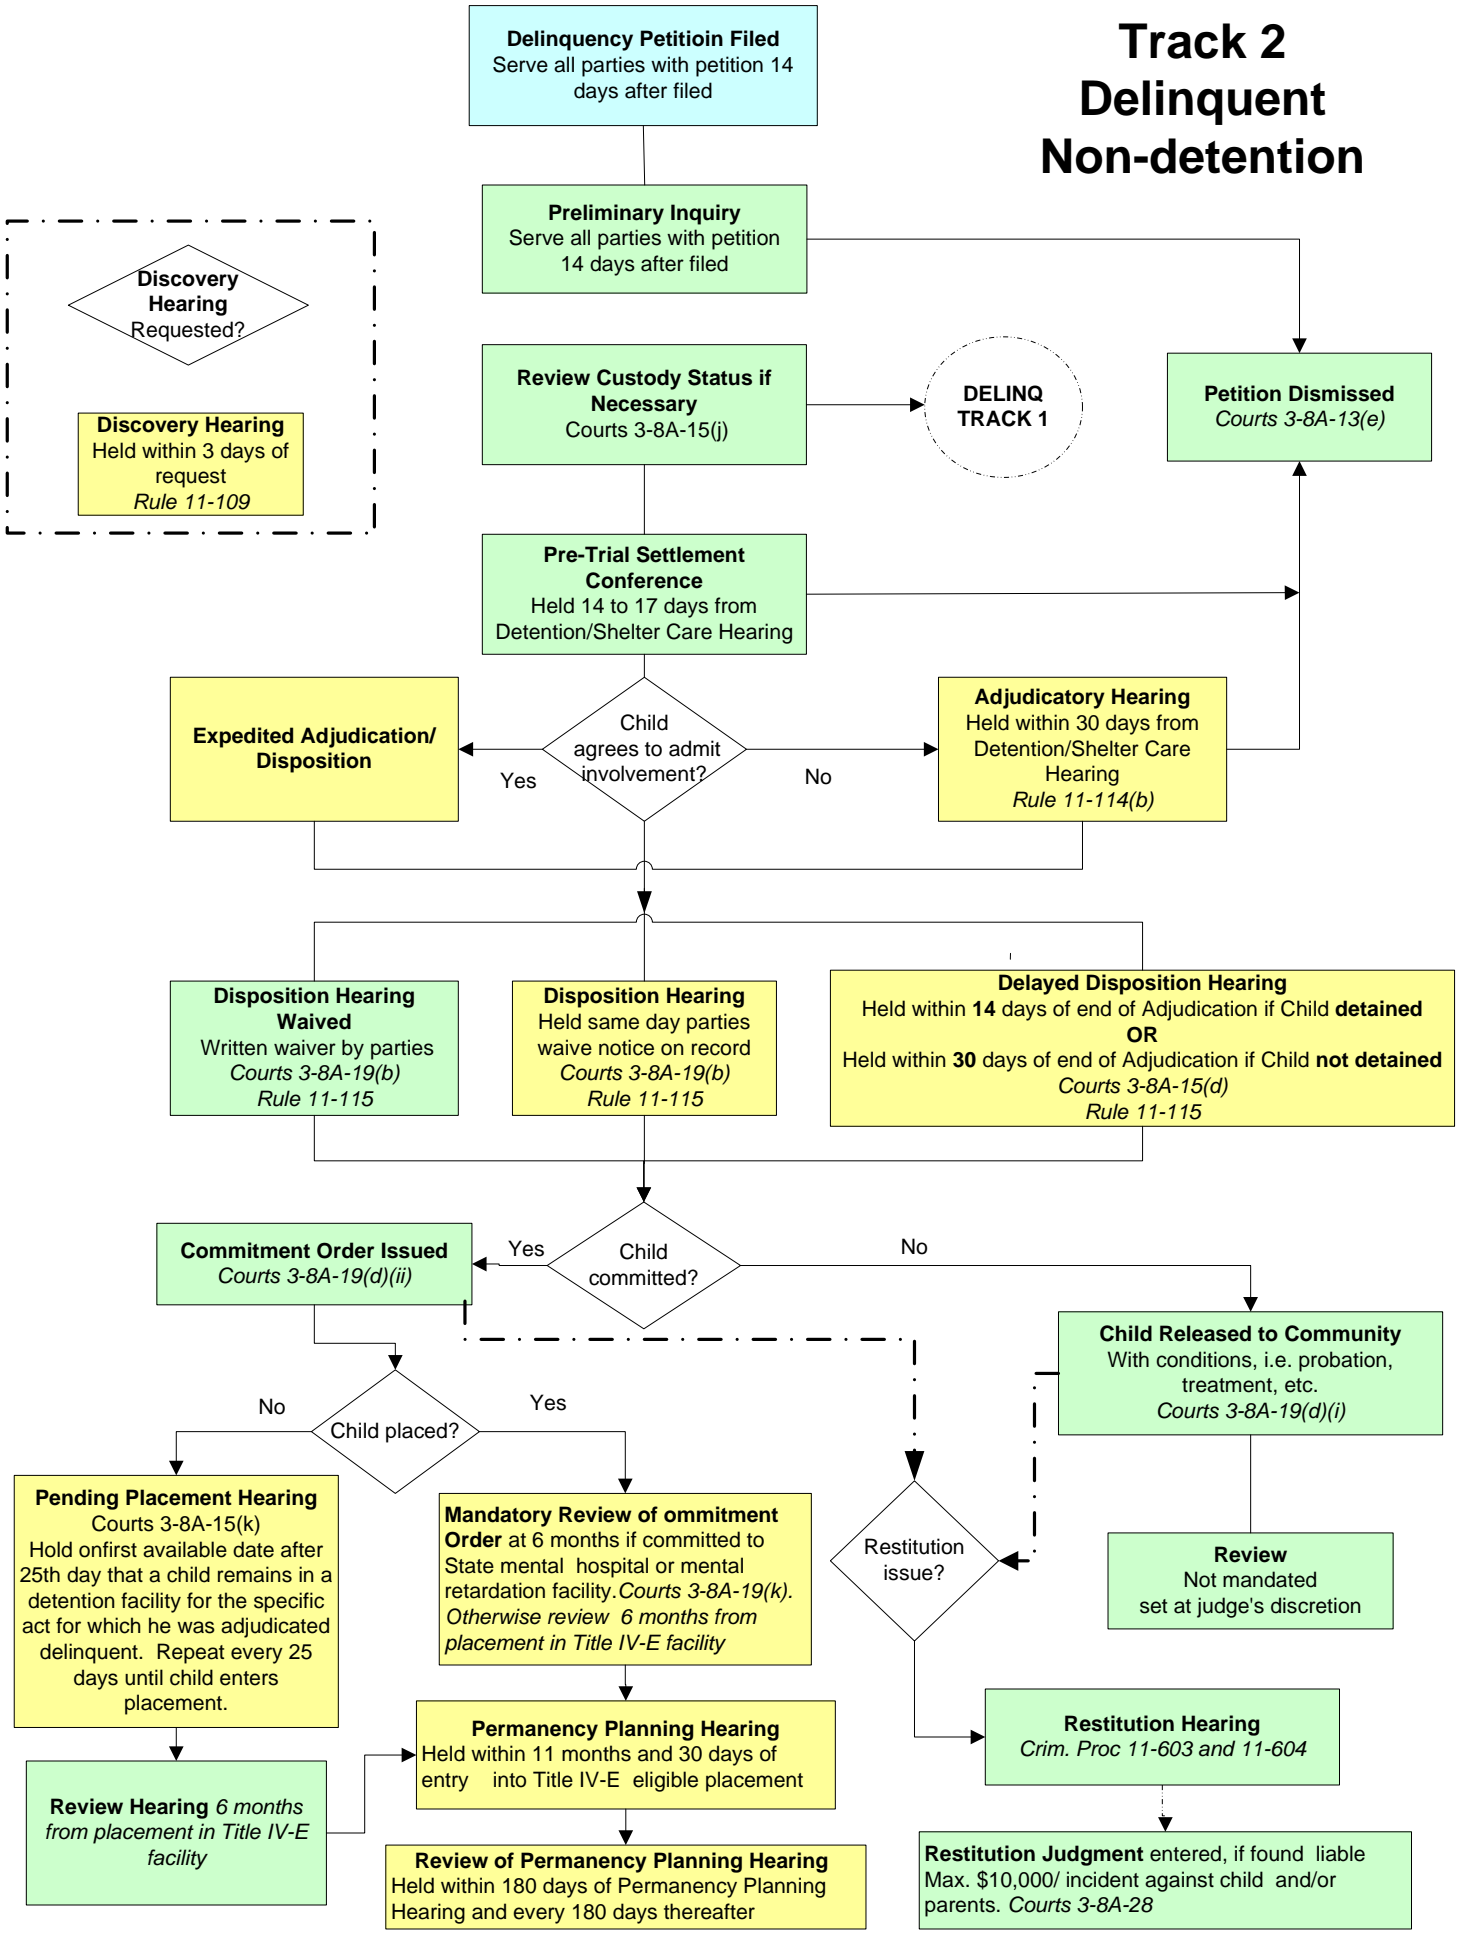 Track 2
Delinquent
Non-detention
Delinquency Petitioin Filed
Serve all parties with petition 14
days after filed
Preliminary Inquiry
Serve all parties with petition
14 days after filed
Discovery
Hearing
Requested?
Discovery Hearing
Held within 3 days of
request
Rule 11-109
Review Custody Status if
Necessary
Courts 3-8A-15(j)
DELINQ
TRACK 1
Petition Dismissed
Courts 3-8A-13(e)
Pre-Trial Settlement
Conference
Held 14 to 17 days from
Detention/Shelter Care Hearing
Expedited Adjudication/
Disposition
Yes
Child
agrees to admit
involvement?
No
Adjudicatory Hearing
Held within 30 days from
Detention/Shelter Care
Hearing
Rule 11-114(b)
Disposition Hearing
Waived
Written waiver by parties
Courts 3-8A-19(b)
Rule 11-115
Disposition Hearing
Held same day parties
waive notice on record
Courts 3-8A-19(b)
Rule 11-115
Delayed Disposition Hearing
Held within 14 days of end of Adjudication if Child detained
OR
Held within 30 days of end of Adjudication if Child not detained
Courts 3-8A-15(d)
Rule 11-115
Commitment Order Issued
Courts 3-8A-19(d)(ii)
Yes
Child
committed?
No
Child Released to Community
With conditions, i.e. probation,
treatment, etc.
Courts 3-8A-19(d)(i)
No
Child placed?
Yes
Pending Placement Hearing
Courts 3-8A-15(k)
Hold onfirst available date after
25th day that a child remains in a
detention facility for the specific
act for which he was adjudicated
delinquent. Repeat every 25
days until child enters
placement.
Mandatory Review of ommitment
Order at 6 months if committed to
State mental hospital or mental
retardation facility.Courts 3-8A-19(k).
Otherwise review 6 months from
placement in Title IV-E facility
Restitution
issue?
Review
Not mandated
set at judge's discretion
Permanency Planning Hearing
Held within 11 months and 30 days of
entry into Title IV-E eligible placement
Restitution Hearing
Crim. Proc 11-603 and 11-604
Review Hearing 6 months
from placement in Title IV-E
facility
Review of Permanency Planning Hearing
Held within 180 days of Permanency Planning
Hearing and every 180 days thereafter
Restitution Judgment entered, if found liable
Max. $10,000/ incident against child and/or
parents. Courts 3-8A-28